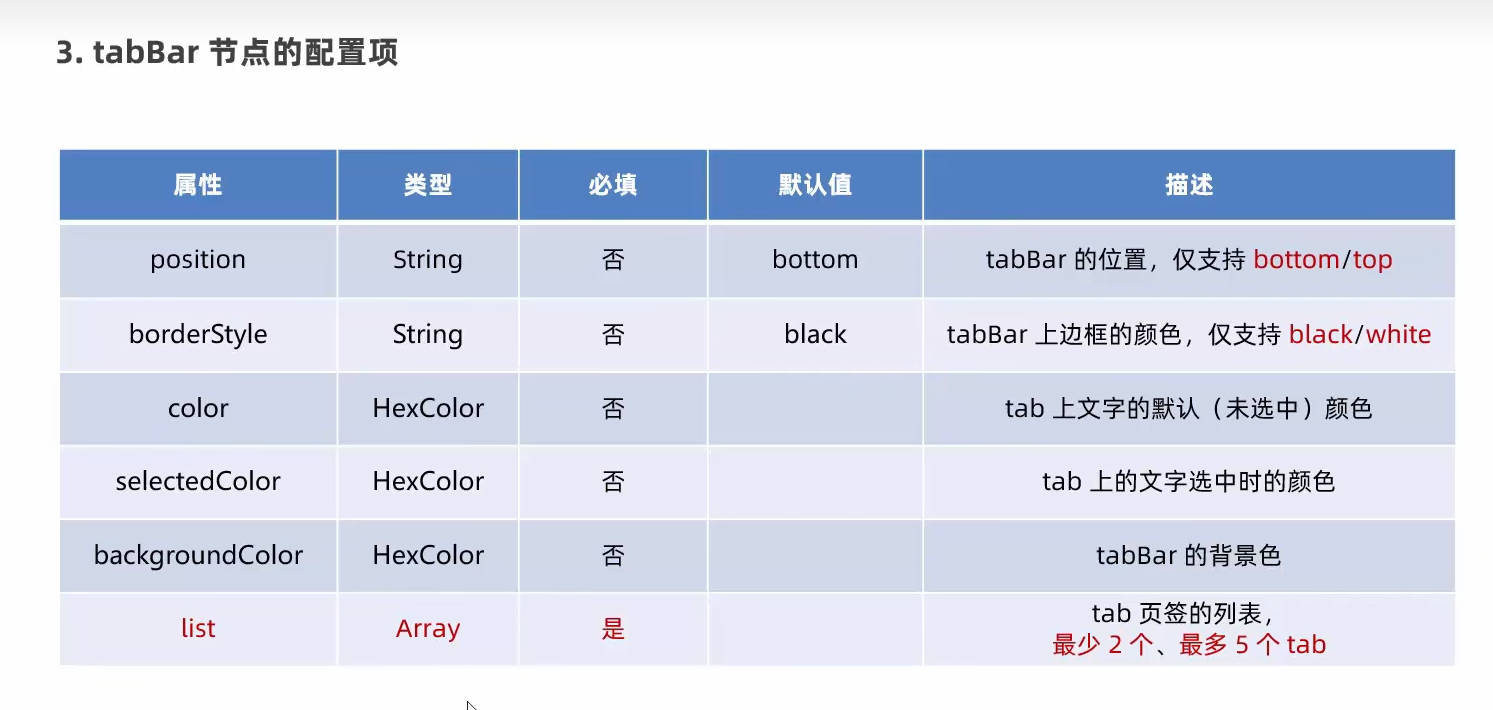 3. tabBar 节点的配置项
属性 类型 必填 默认值 描述
position String 否 bottom tabBar 的位置，仅支持 bottom/top
borderStyle String 否 black tabBar 上边框的颜色，仅支持 black/white
color HexColor 否 tab 上文字的默认（未选中）颜色
selectedColor HexColor 否 tab 上的文字选中时的颜色
backgroundColor HexColor 否 tabBar 的背景色
list Array 是 tab 页签的列表，
最少 2 个、最多 5 个 tab